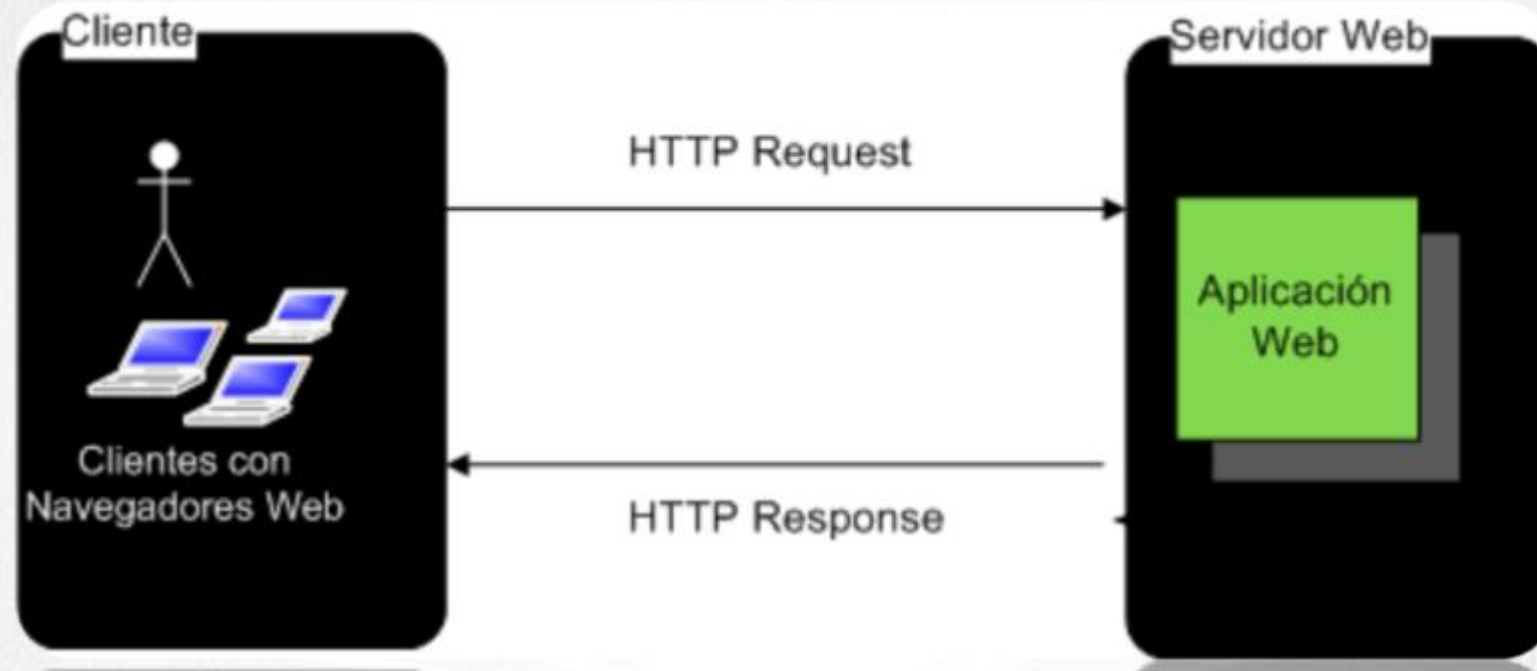 Cliente
Servidor Web
HTTP Request
Aplicación
Web
Clientes con
Navegadores Web
HTTP Response